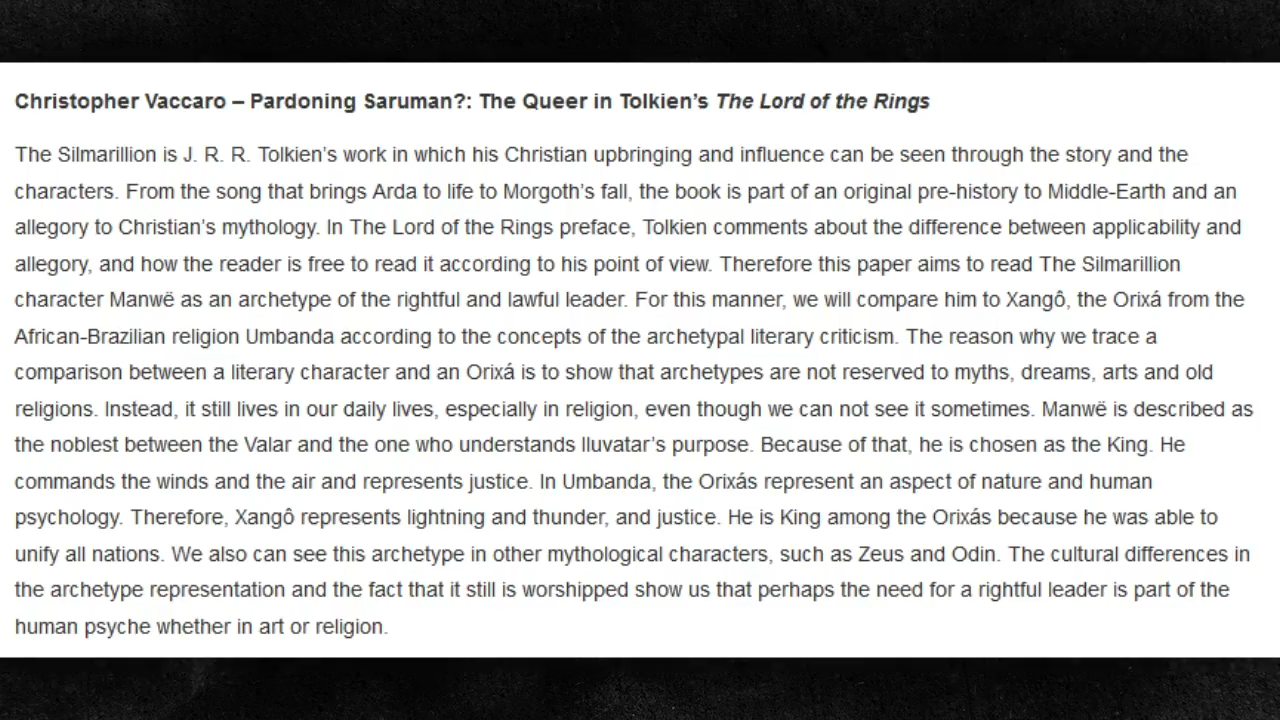 Christopher Vaccaro – Pardoning Saruman?: The Queer in Tolkien’s The Lord of the Rings
The Silmarillion is J. R. R. Tolkien’s work in which his Christian upbringing and influence can be seen through the story and the
characters. From the song that brings Arda to life to Morgoth’s fall, the book is part of an original pre-history to Middle-Earth and an
allegory to Christian’s mythology. In The Lord of the Rings preface, Tolkien comments about the difference between applicability and
allegory, and how the reader is free to read it according to his point of view. Therefore this paper aims to read The Silmarillion
character Manwë as an archetype of the rightful and lawful leader. For this manner, we will compare him to Xangô, the Orixá from the
African-Brazilian religion Umbanda according to the concepts of the archetypal literary criticism. The reason why we trace a
comparison between a literary character and an Orixá is to show that archetypes are not reserved to myths, dreams, arts and old
religions. Instead, it still lives in our daily lives, especially in religion, even though we can not see it sometimes. Manwë is described as
the noblest between the Valar and the one who understands Iluvatar’s purpose. Because of that, he is chosen as the King. He
commands the winds and the air and represents justice. In Umbanda, the Orixás represent an aspect of nature and human
psychology. Therefore, Xangô represents lightning and thunder, and justice. He is King among the Orixás because he was able to
unify all nations. We also can see this archetype in other mythological characters, such as Zeus and Odin. The cultural differences in
the archetype representation and the fact that it still is worshipped show us that perhaps the need for a rightful leader is part of the
human psyche whether in art or religion.